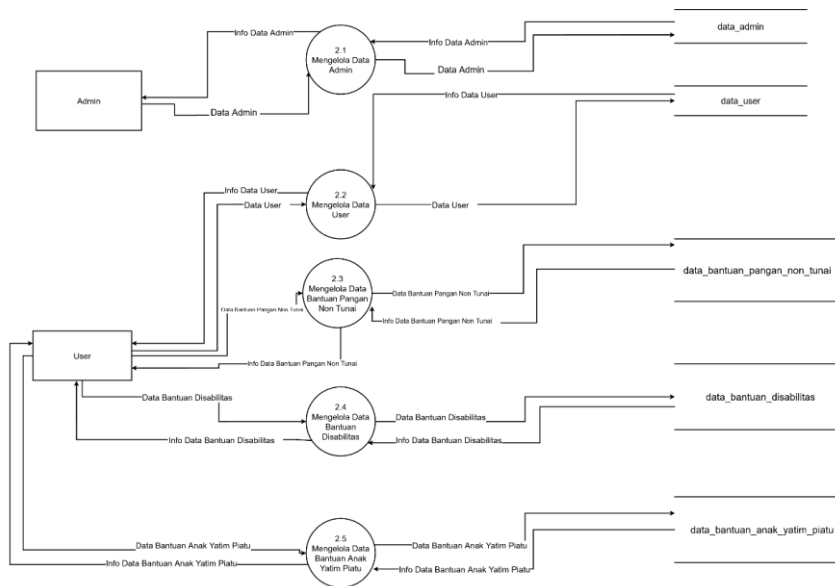 Info Data Admin
2.1
Mengelola Data
Admin
Info Data Admin
data_admin
Data Admin
Admin
Data Admin
Info Data User
data_user
Info Data User
2.2
Mengelola Data
User
Data User
Data User
2.3
Mengelola Data
Bantuan Pangan
Non Tunai
Data Bantuan Pangan Non Tunai
data_bantuan_pangan_non_tunai
Data Bantuan Pangan Non Tunai
Info Data Bantuan Pangan Non Tunai
User
Info Data Bantuan Pangan Non Tunai
Data Bantuan Disabilitas
2.4
Mengelola Data
Bantuan
Disabilitas
Data Bantuan Disabilitas
data_bantuan_disabilitas
Info Data Bantuan Disabilitas
Info Data Bantuan Disabilitas
2.5
Mengelola Data
Bantuan Anak
Yatim Piatu
Data Bantuan Anak Yatim Piatu
Data Bantuan Anak Yatim Piatu
data_bantuan_anak_yatim_piatu
Info Data Bantuan Anak Yatim Piatu
Info Data Bantuan Anak Yatim Piatu